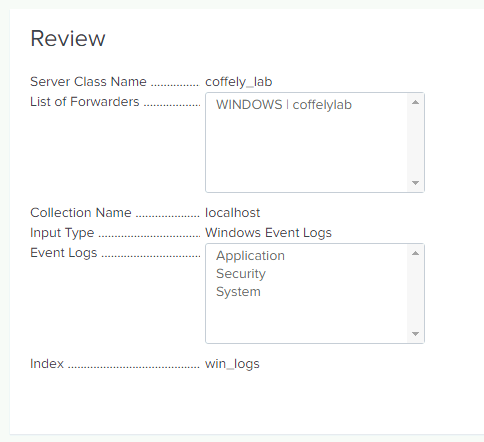 Review
Server Class Name ............... coffely_lab
List of Forwarders .................. WINDOWS | coffelylab
Collection Name .................... localhost
Input Type ................................ Windows Event Logs
Event Logs ............................... Application
Security
System
Index ......................................... win_logs